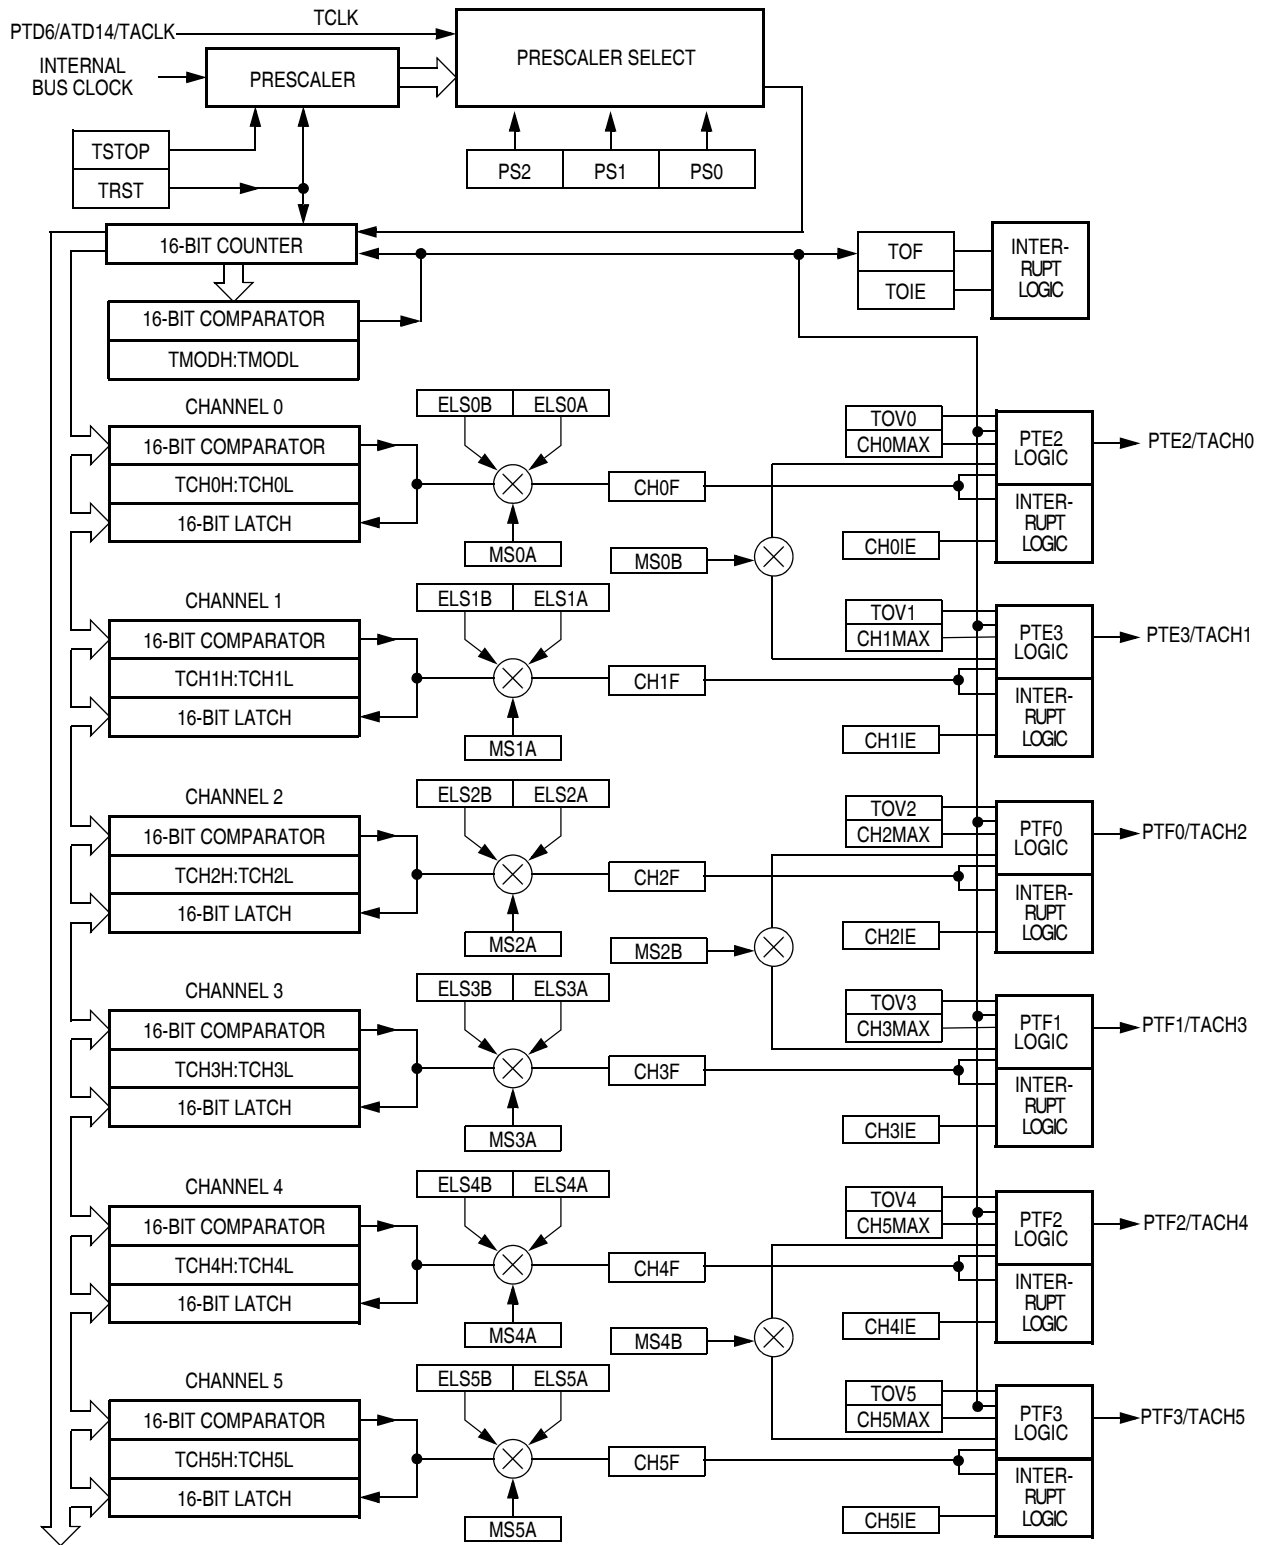 TCLK
PTD6/ATD14/TACLK
PRESCALER SELECT
INTERNAL
BUS CLOCK
PRESCALER
TSTOP
TRST
PS2 PS1 PS0
16-BIT COUNTER
TOF
TOIE
INTER-
RUPT
LOGIC
16-BIT COMPARATOR
TMODH:TMODL
CHANNEL 0
ELS0B ELS0A
TOV0
CH0MAX
PTE2
LOGIC
PTE2/TACH0
16-BIT COMPARATOR
TCH0H:TCH0L
16-BIT LATCH
CH0F
INTER-
RUPT
LOGIC
MS0A
MS0B
CH0IE
CHANNEL 1
ELS1B ELS1A
TOV1
CH1MAX
PTE3
LOGIC
PTE3/TACH1
16-BIT COMPARATOR
TCH1H:TCH1L
16-BIT LATCH
CH1F
INTER-
RUPT
LOGIC
MS1A
CH1IE
CHANNEL 2
ELS2B ELS2A
TOV2
CH2MAX
PTF0
LOGIC
PTF0/TACH2
16-BIT COMPARATOR
TCH2H:TCH2L
16-BIT LATCH
CH2F
INTER-
RUPT
LOGIC
MS2A
MS2B
CH2IE
CHANNEL 3
ELS3B ELS3A
TOV3
CH3MAX
PTF1
LOGIC
PTF1/TACH3
16-BIT COMPARATOR
TCH3H:TCH3L
16-BIT LATCH
CH3F
INTER-
RUPT
LOGIC
MS3A
CH3IE
CHANNEL 4
ELS4B ELS4A
TOV4
CH5MAX
PTF2
LOGIC
PTF2/TACH4
16-BIT COMPARATOR
TCH4H:TCH4L
16-BIT LATCH
CH4F
INTER-
RUPT
LOGIC
MS4A
MS4B
CH4IE
CHANNEL 5
ELS5B ELS5A
TOV5
CH5MAX
PTF3
LOGIC
PTF3/TACH5
16-BIT COMPARATOR
TCH5H:TCH5L
16-BIT LATCH
CH5F
INTER-
RUPT
LOGIC
MS5A
CH5IE